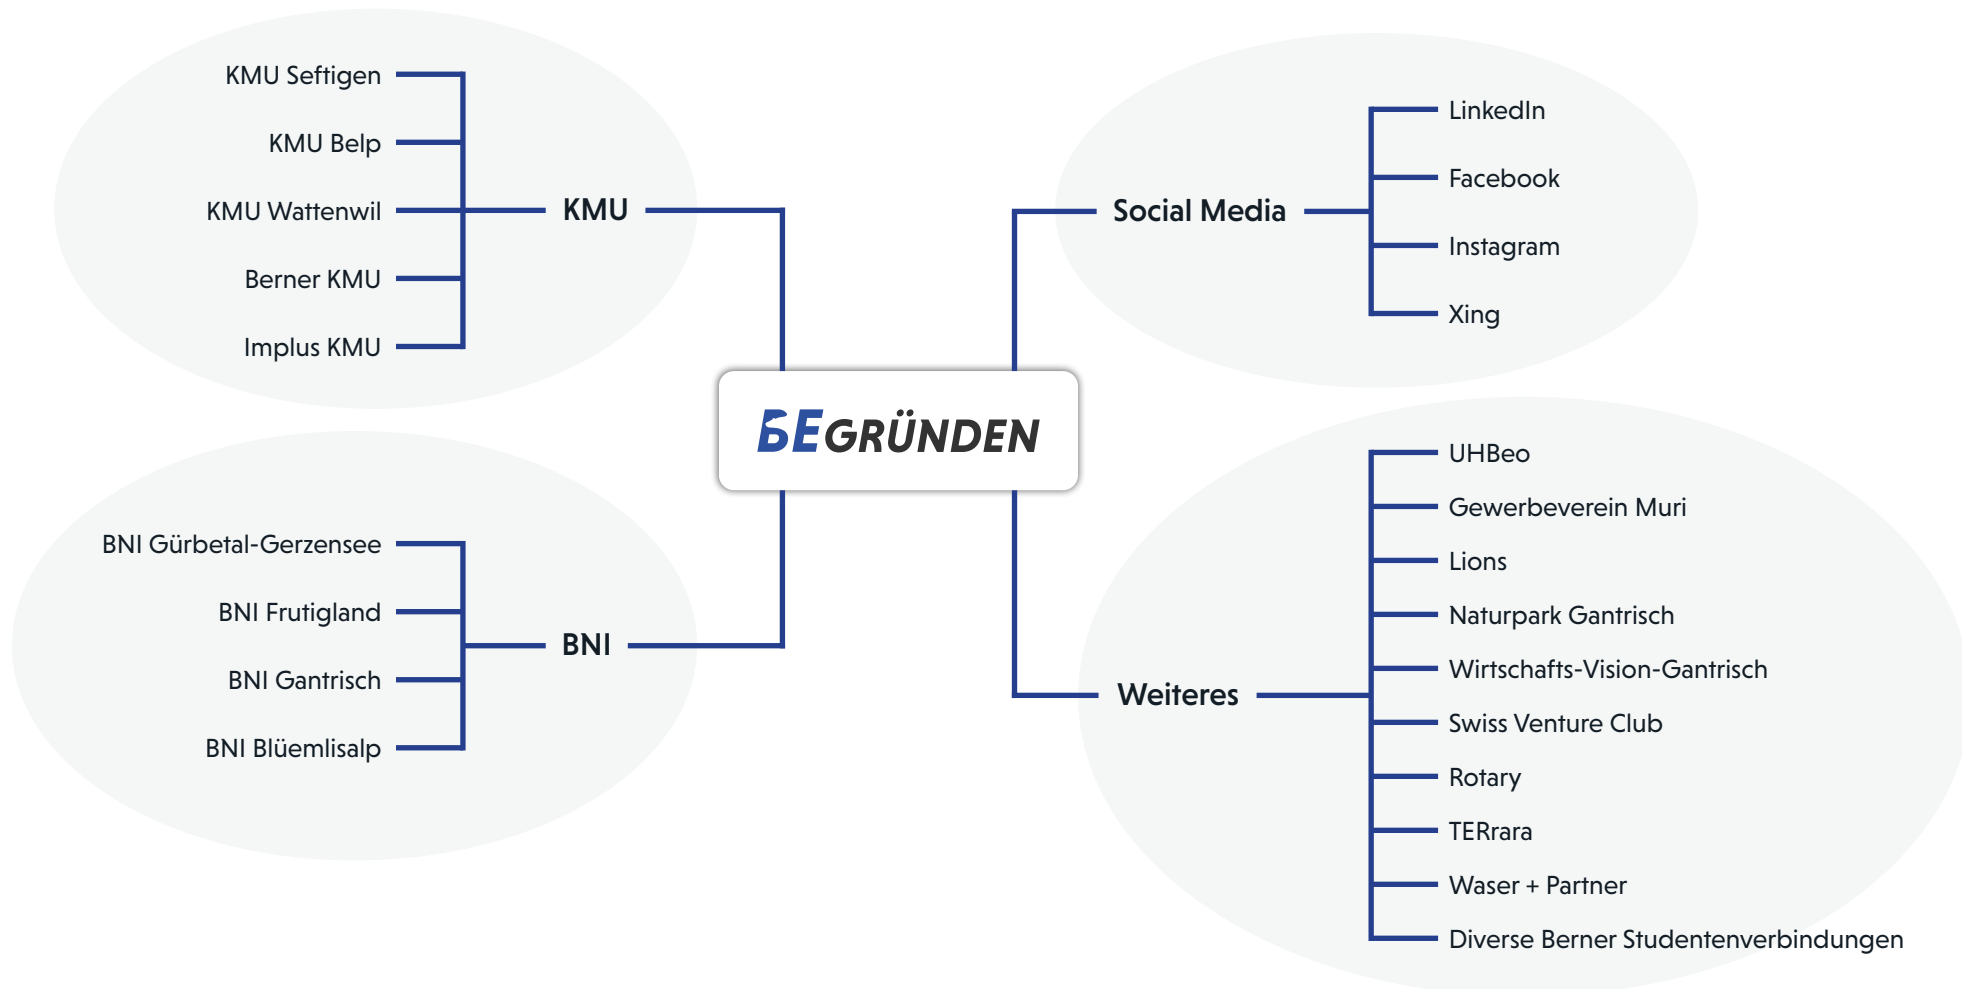 KMU Seftigen
KMU Belp
KMU Wattenwil
Berner KMU
Implus KMU
KMU
Social Media
LinkedIn
Facebook
Instagram
Xing
BEGRÜNDEN
BNI Gürbetal-Gerzensee
BNI Frutigland
BNI Gantrisch
BNI Blüemlisalp
BNI
Weiteres
UHBeo
Gewerbeverein Muri
Lions
Naturpark Gantrisch
Wirtschafts-Vision-Gantrisch
Swiss Venture Club
Rotary
TERrara
Waser + Partner
Diverse Berner Studentenverbindungen